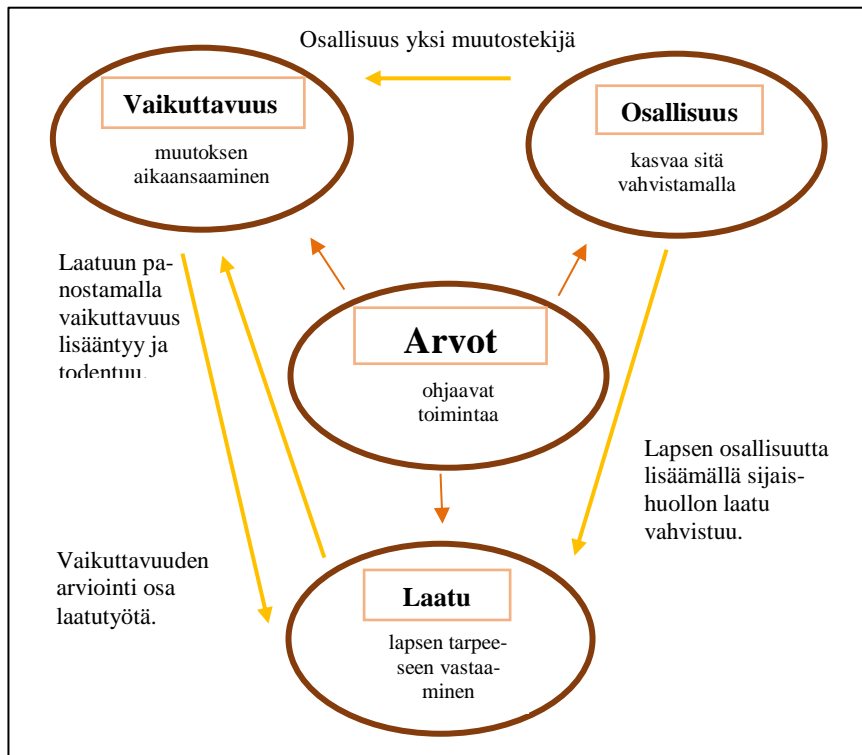 Osallisuus yksi muutostekijä
Vaikuttavuus
muutoksen
aikaansaaminen
Osallisuus
kasvaa sitä
vahvistamalla
Laatuun pa-
nostamalla
vaikuttavuus
lisääntyy ja
todentuu.
Arvot
ohjaavat
toimintaa
Lapsen osallisuutta
lisäämällä sijais-
huollon laatu
vahvistuu.
Vaikuttavuuden
arviointi osa
laatutyötä.
Laatu
lapsen tarpee-
seen vastaa-
minen